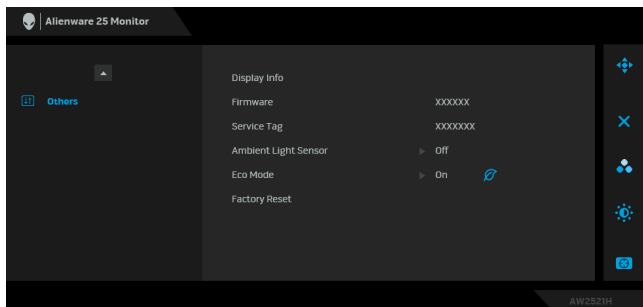 Alienware 25 Monitor
Others
Display Info
Firmware XXXXXX
Service Tag XXXXXXX
Ambient Light Sensor Off
Eco Mode On
Factory Reset
AW2521H